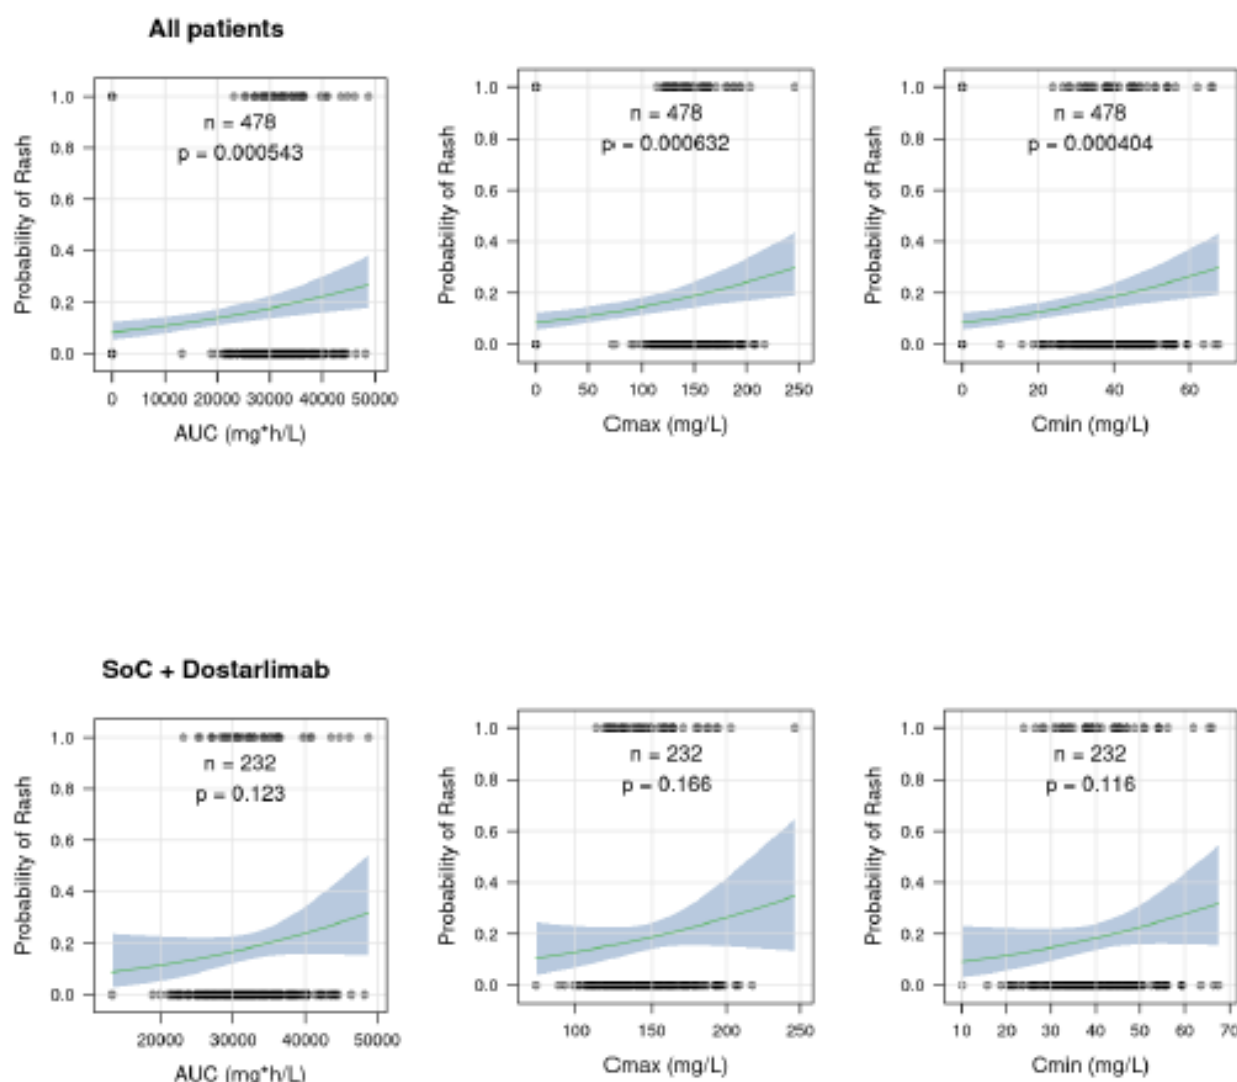 All patients
Probability of Rash
1.0
0.8
0.6
0.4
0.2
0.0
n = 478
p = 0.000543
0 10000 20000 30000 40000 50000
AUC (mg*h/L)
Probability of Rash
1.0
0.8
0.6
0.4
0.2
0.0
n = 478
p = 0.000632
0 50 100 150 200 250
Cmax (mg/L)
Probability of Rash
1.0
0.8
0.6
0.4
0.2
0.0
n = 478
p = 0.000404
0 20 40 60
Cmin (mg/L)
SoC + Dostarlimab
Probability of Rash
1.0
0.8
0.6
0.4
0.2
0.0
n = 232
p = 0.123
20000 30000 40000 50000
AUC (mg*h/L)
Probability of Rash
1.0
0.8
0.6
0.4
0.2
0.0
n = 232
p = 0.166
100 150 200 250
Cmax (mg/L)
Probability of Rash
1.0
0.8
0.6
0.4
0.2
0.0
n = 232
p = 0.116
10 20 30 40 50 60 70
Cmin (mg/L)